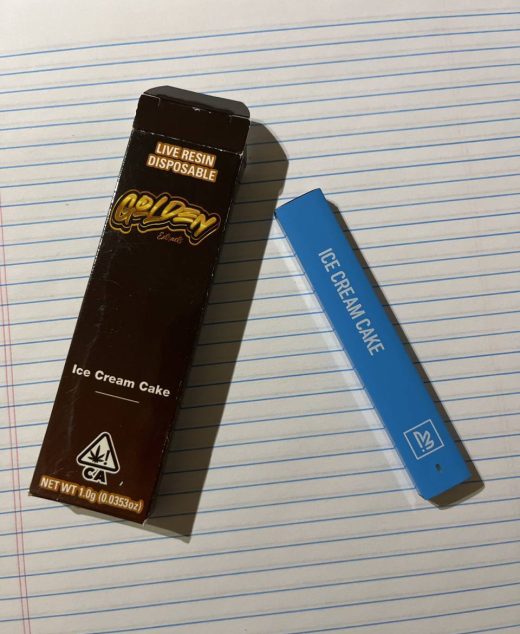 LIVE RESIN
DISPOSABLE
GOLDEN
Ice Cream Cake
CA
NET WT 1.0g (0.0353oz)
ICE CREAM CAKE